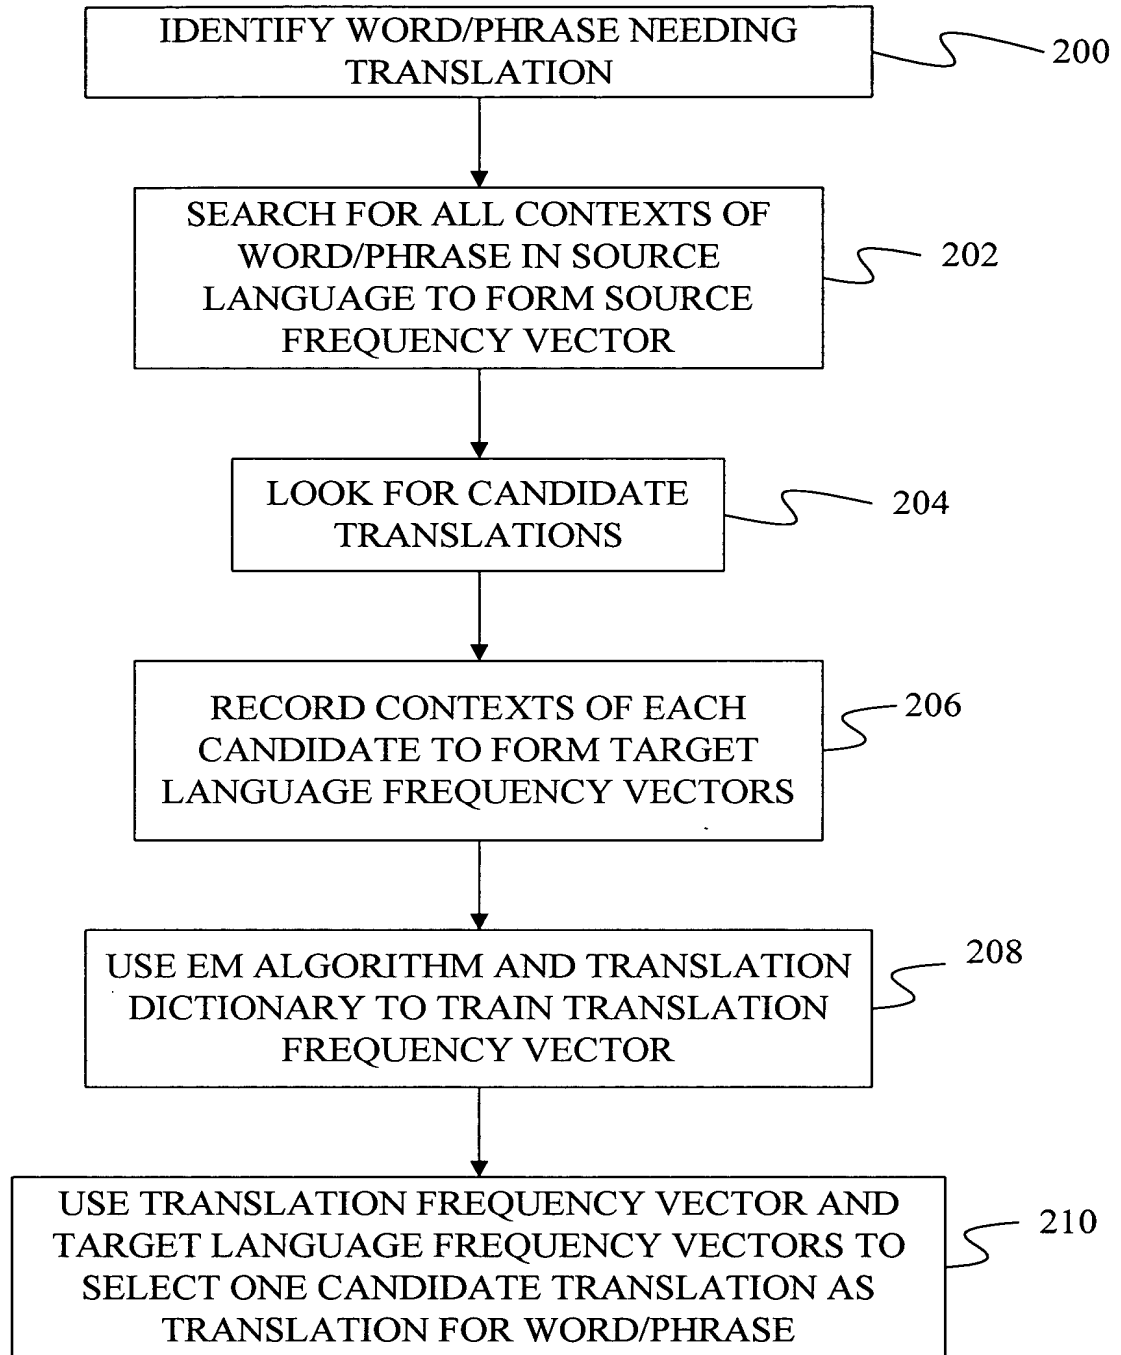 IDENTIFY WORD/PHRASE NEEDING
TRANSLATION
200
SEARCH FOR ALL CONTEXTS OF
WORD/PHRASE IN SOURCE
LANGUAGE TO FORM SOURCE
FREQUENCY VECTOR
202
LOOK FOR CANDIDATE
TRANSLATIONS
204
RECORD CONTEXTS OF EACH
CANDIDATE TO FORM TARGET
LANGUAGE FREQUENCY VECTORS
206
USE EM ALGORITHM AND TRANSLATION
DICTIONARY TO TRAIN TRANSLATION
FREQUENCY VECTOR
208
USE TRANSLATION FREQUENCY VECTOR AND
TARGET LANGUAGE FREQUENCY VECTORS TO
SELECT ONE CANDIDATE TRANSLATION AS
TRANSLATION FOR WORD/PHRASE
210